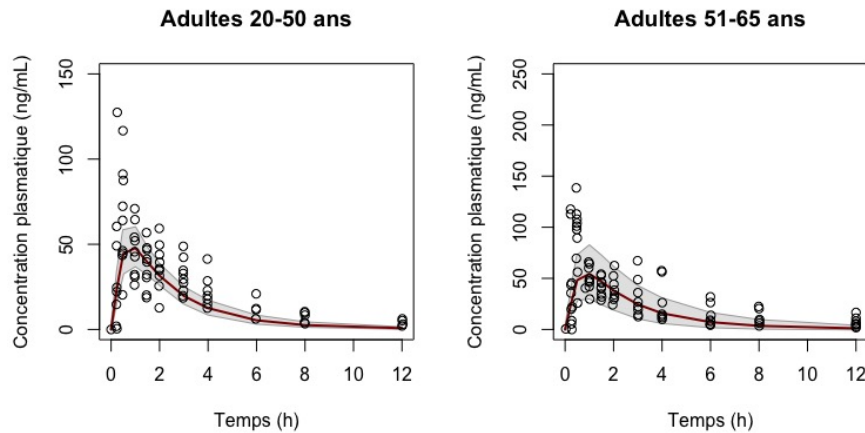 Adultes 20-50 ans
Concentration plasmatique (ng/mL)
150
100
50
0
0 2 4 6 8 10 12
Temps (h)
Adultes 51-65 ans
Concentration plasmatique (ng/mL)
250
200
150
100
50
0
0 2 4 6 8 10 12
Temps (h)